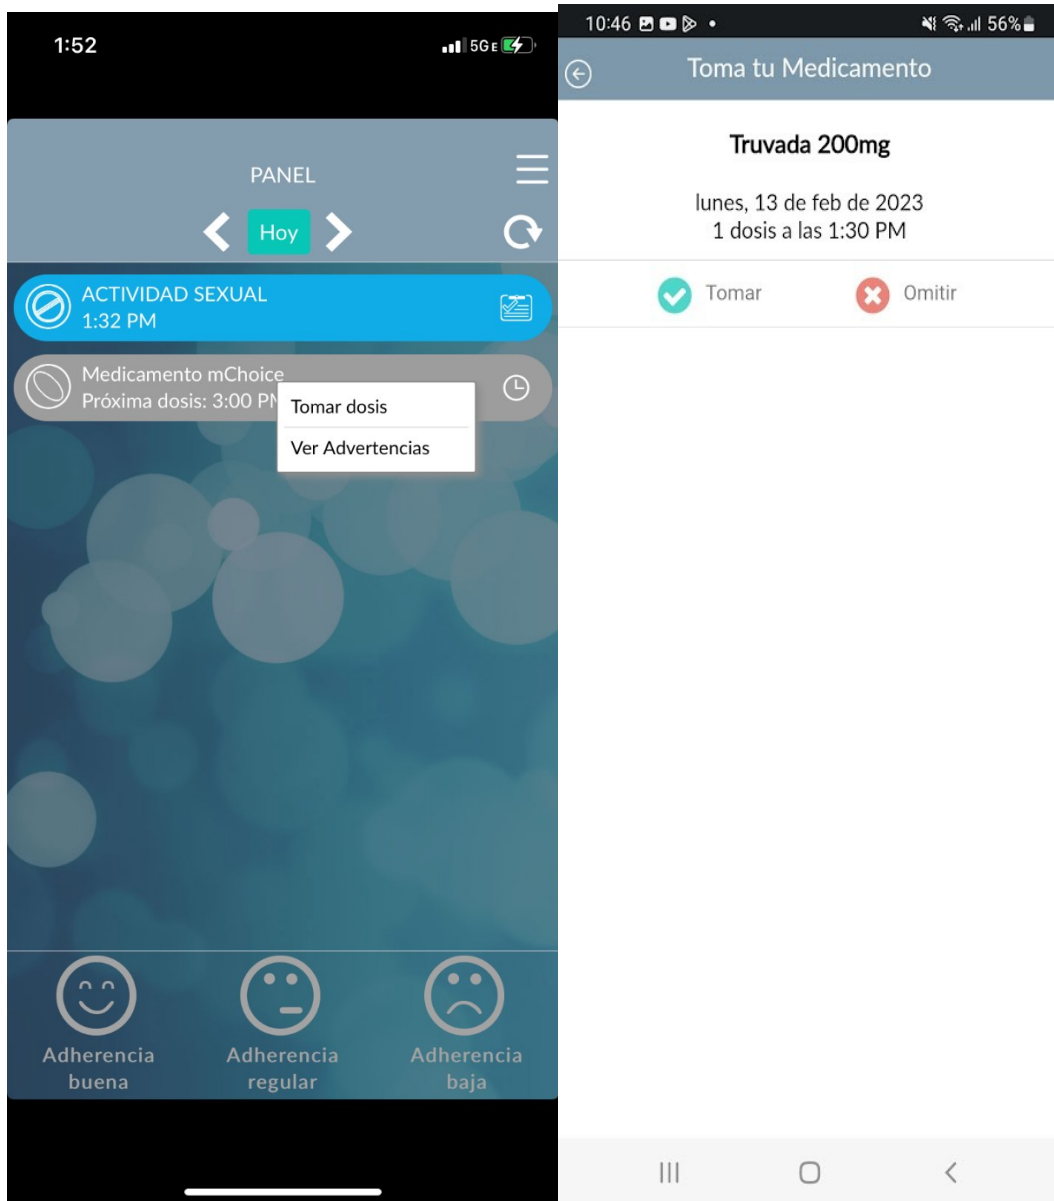 1:52
5GE
PANEL
Hoy
ACTIVIDAD SEXUAL
1:32 PM
Medicamento mChoice
Próxima dosis: 3:00 PM
Tomar dosis
Ver Advertencias
Adherencia
buena
Adherencia
regular
Adherencia
baja
10:46
56%
Toma tu Medicamento
Truvada 200mg
lunes, 13 de feb de 2023
1 dosis a las 1:30 PM
Tomar
Omitir